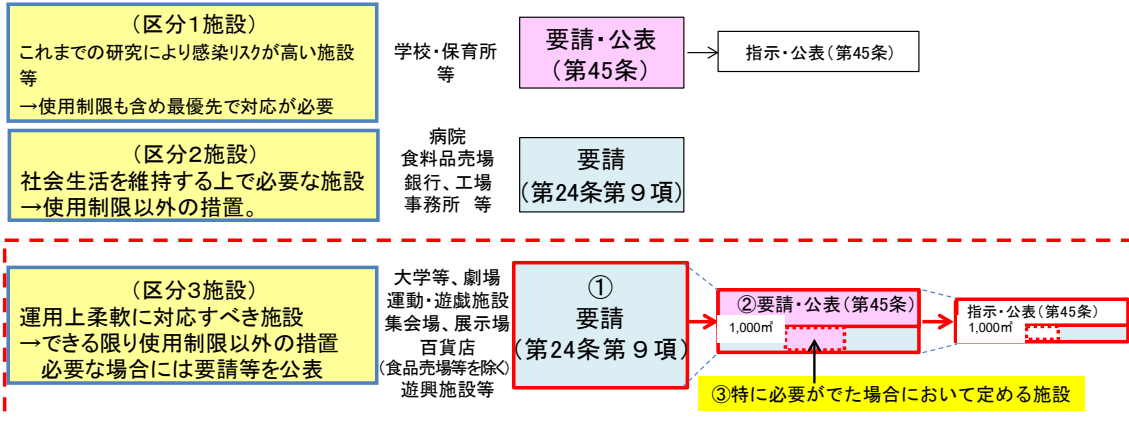 (区分1施設)
これまでの研究により感染リスクが高い施設
等
→使用制限も含め最優先で対応が必要
学校・保育所
等
要請・公表
(第45条)
指示・公表(第45条)
(区分2施設)
社会生活を維持する上で必要な施設
→使用制限以外の措置。
病院
食料品売場
銀行、工場
事務所 等
要請
(第24条第9項)
(区分3施設)
運用上柔軟に対応すべき施設
→できる限り使用制限以外の措置
必要な場合には要請等を公表
大学等、劇場
運動・遊戯施設
集会場、展示場
百貨店
(食品売場等を除く)
遊興施設等
①
要請
(第24条第9項)
②要請・公表(第45条)
1,000㎡
指示・公表(第45条)
1,000㎡
③特に必要がでた場合において定める施設